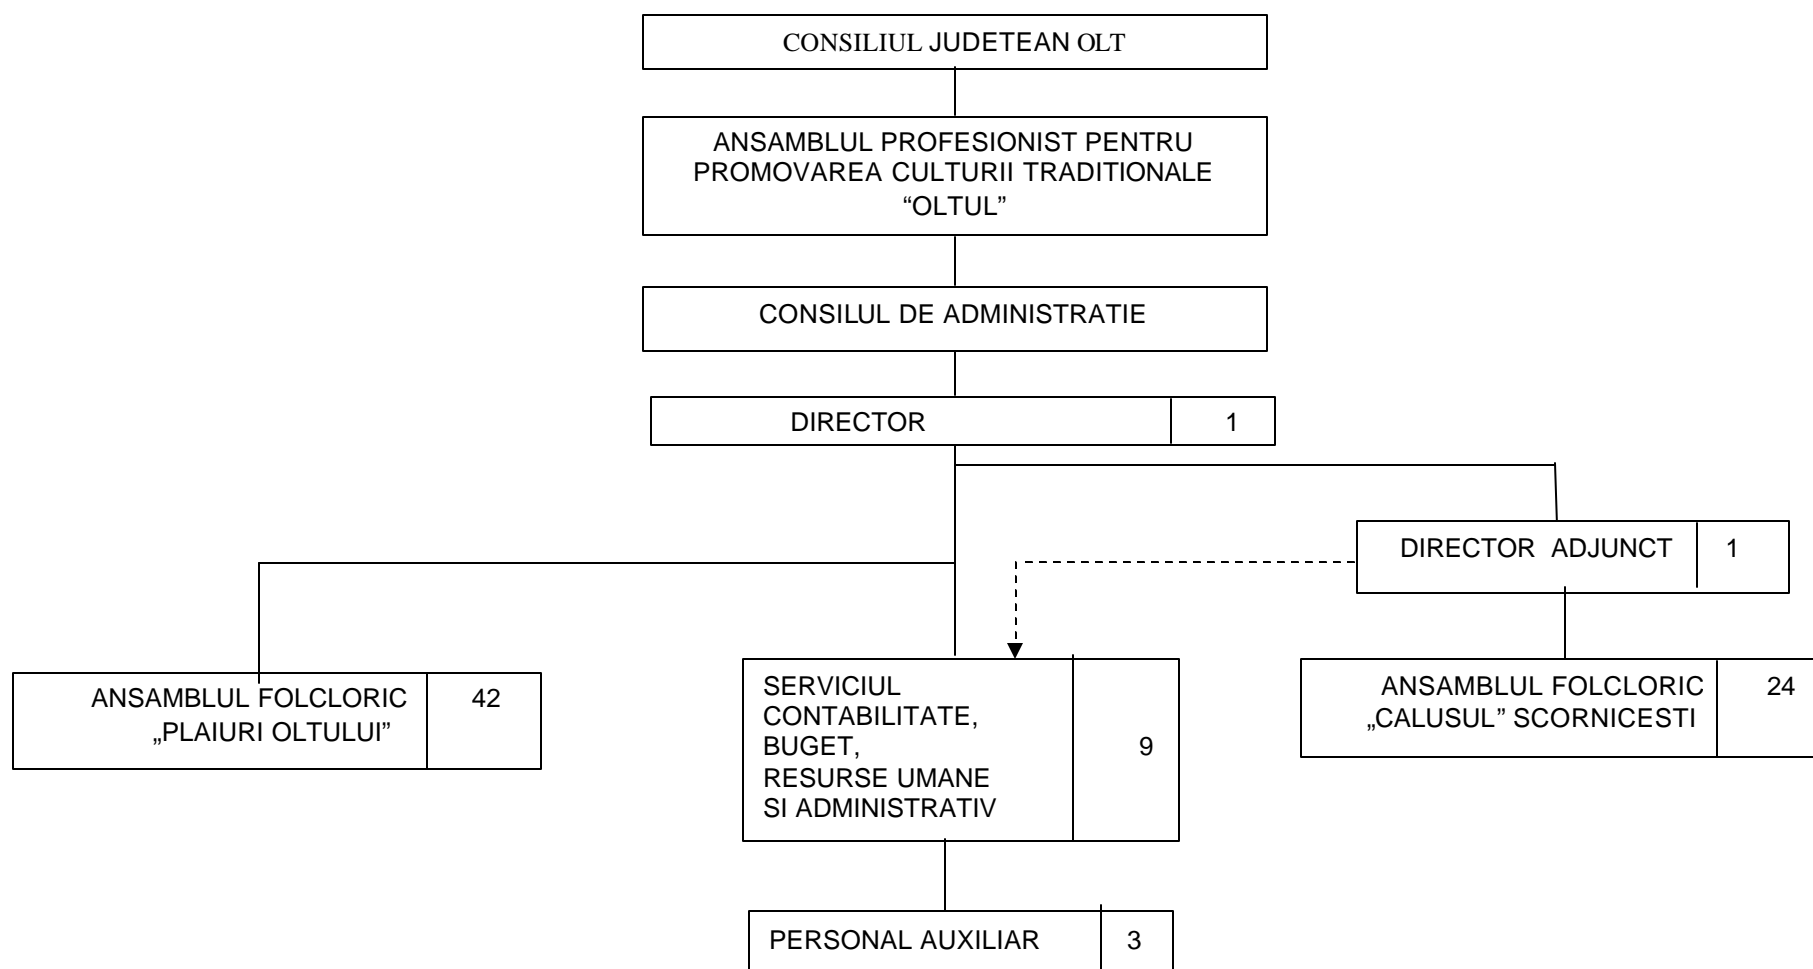 CONSILIUL JUDETEAN OLT
ANSAMBLUL PROFESIONIST PENTRU
PROMOVAREA CULTURII TRADITIONALE
“OLTUL”
CONSILUL DE ADMINISTRATIE
DIRECTOR 1
DIRECTOR ADJUNCT 1
ANSAMBLUL FOLCLORIC 42
„PLAIURI OLTULUI”
SERVICIUL
CONTABILITATE,
BUGET, 9
RESURSE UMANE
SI ADMINISTRATIV
ANSAMBLUL FOLCLORIC 24
„CALUSUL” SCORNICESTI
PERSONAL AUXILIAR 3